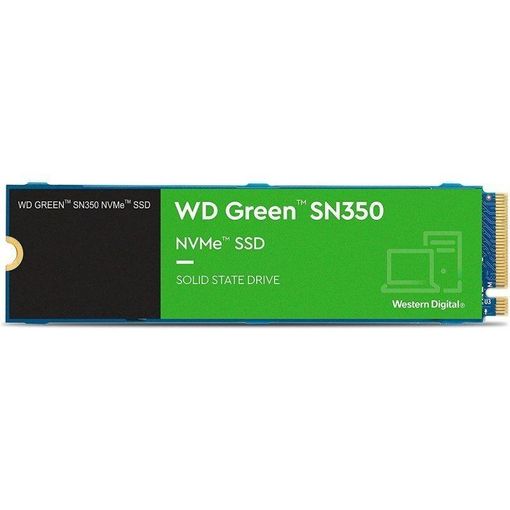 WD GREEN™ SN350 NVMe™ SSD
WD Green™ SN350
NVMe™ SSD
SOLID STATE DRIVE
Western Digital®